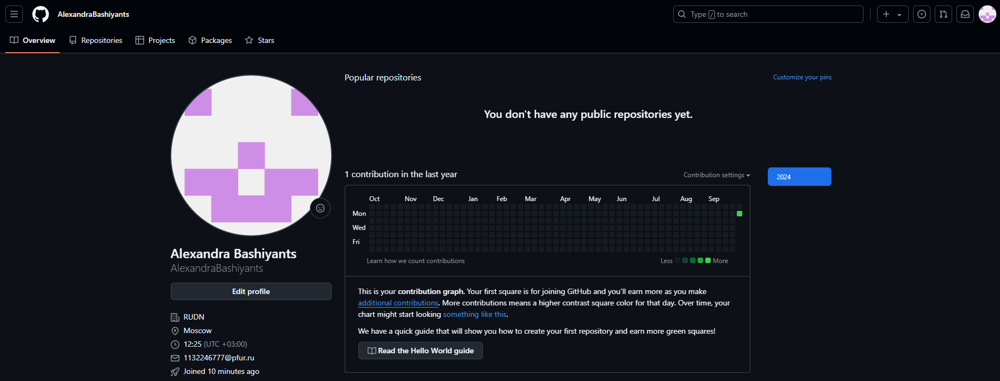 AlexandraBashiyants
Type / to search
Overview Repositories Projects Packages Stars
Popular repositories
Customize your pins
You don't have any public repositories yet.
1 contribution in the last year
Contribution settings
2024
Oct Nov Dec Jan Feb Mar Apr May Jun Jul Aug Sep
Mon
Wed
Fri
Learn how we count contributions
Less More
Alexandra Bashiyants
AlexandraBashiyants
Edit profile
RUDN
Moscow
12:25 (UTC +03:00)
1132246777@pfur.ru
Joined 10 minutes ago
This is your contribution graph. Your first square is for joining GitHub and you’ll earn more as you make
additional contributions. More contributions means a higher contrast square color for that day. Over time, your
chart might start looking something like this.
We have a quick guide that will show you how to create your first repository and earn more green squares!
Read the Hello World guide